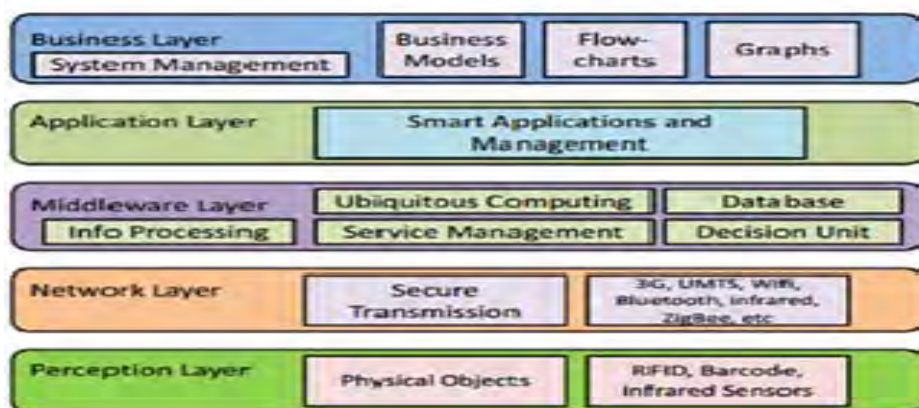 Business Layer
System Management
Business
Models
Flow-
charts
Graphs
Application Layer
Smart Applications and
Management
Middleware Layer
Info Processing
Ubiquitous Computing
Service Management
Database
Decision Unit
Network Layer
Secure
Transmission
3G, UMTS, Wifi,
Bluetooth, Infrared,
ZigBee, etc
Perception Layer
Physical Objects
RFID, Barcode,
Infrared Sensors